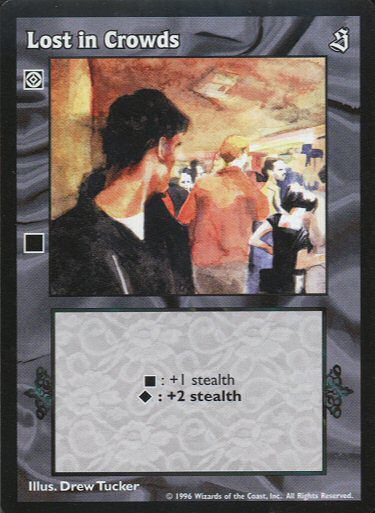 Lost in Crowds
: +1 stealth
: +2 stealth
Illus. Drew Tucker
© 1996 Wizards of the Coast, Inc. All Rights Reserved.